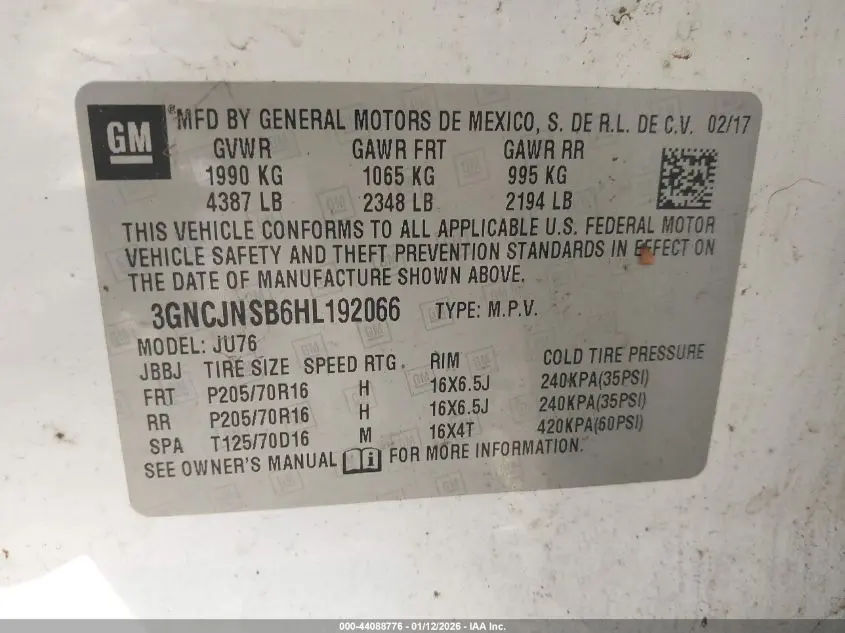 GM
®MFD BY GENERAL MOTORS DE MEXICO, S. DE R.L. DE C.V. 02/17
GVWR GAWR FRT GAWR RR
1990 KG 1065 KG 995 KG
4387 LB 2348 LB 2194 LB
THIS VEHICLE CONFORMS TO ALL APPLICABLE U.S. FEDERAL MOTOR
VEHICLE SAFETY AND THEFT PREVENTION STANDARDS IN EFFECT ON
THE DATE OF MANUFACTURE SHOWN ABOVE.
3GNCJNSB6HL192066 TYPE: M.P.V.
MODEL: JU76
JBBJ TIRE SIZE SPEED RTG. RIM COLD TIRE PRESSURE
FRT P205/70R16 H 16X6.5J 240KPA(35PSI)
RR P205/70R16 H 16X6.5J 240KPA(35PSI)
SPA T125/70D16 M 16X4T 420KPA(60PSI)
SEE OWNER'S MANUAL FOR MORE INFORMATION.
000-44088776 - 01/12/2026 - IAA Inc.